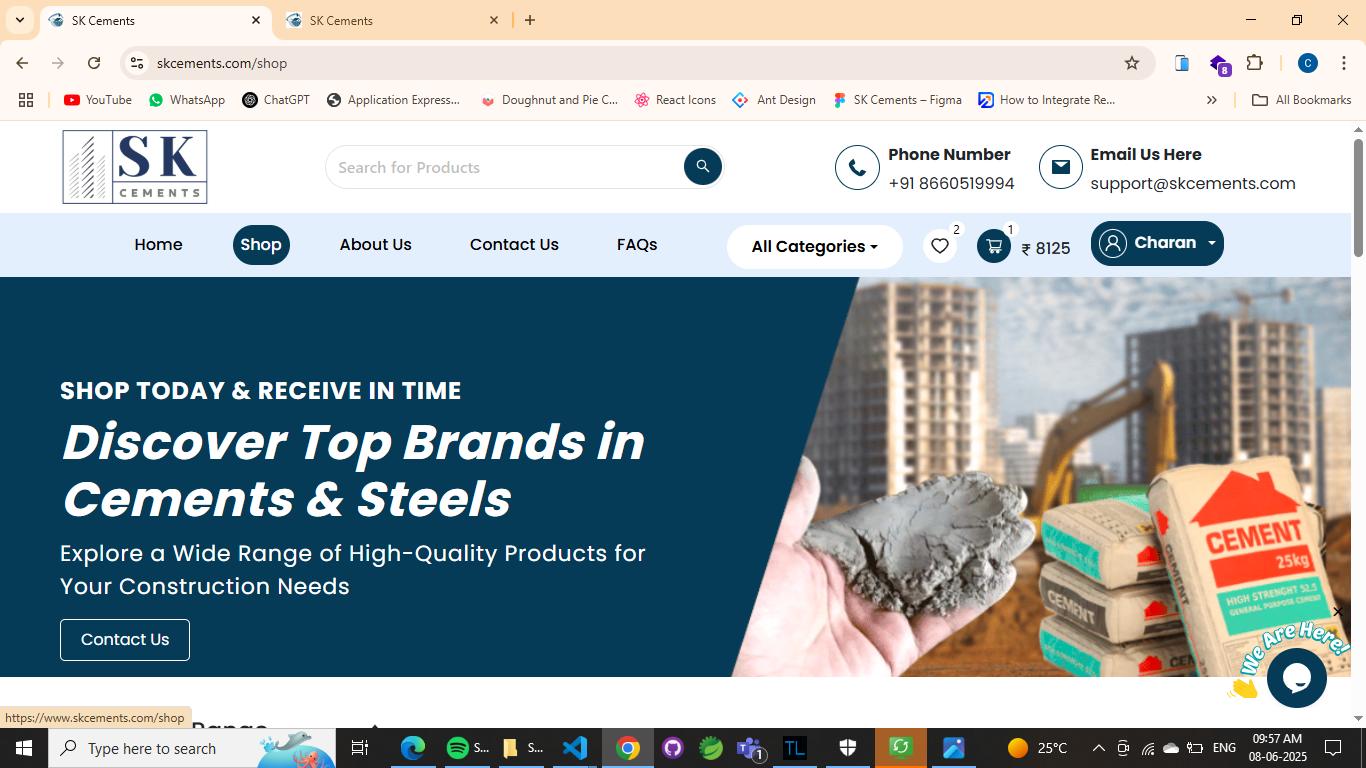 SK Cements
SK Cements
skcements.com/shop
8
C
YouTube
WhatsApp
ChatGPT
Application Express...
Doughnut and Pie C...
React Icons
Ant Design
SK Cements – Figma
How to Integrate Re...
All Bookmarks
SK
CEMENTS
Search for Products
Phone Number
+91 8660519994
Email Us Here
support@skcements.com
Home
Shop
About Us
Contact Us
FAQs
All Categories
2
1
₹ 8125
Charan
SHOP TODAY & RECEIVE IN TIME
Discover Top Brands in
Cements & Steels
Explore a Wide Range of High-Quality Products for
Your Construction Needs
Contact Us
CEMENT
25kg
HIGH STRENGHT 52.5
GENERAL PURPOSE CEMENT
CEMENT
We Are Here!
https://www.skcements.com/shop
Type here to search
S...
S...
1
TL
25°C
ENG
09:57 AM
08-06-2025